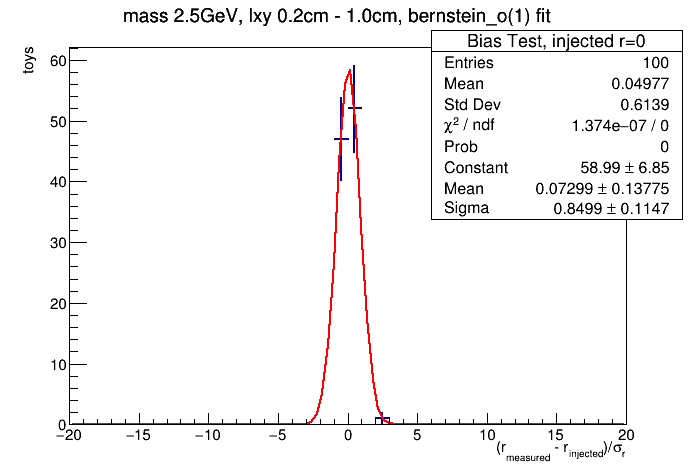 mass 2.5GeV, lxy 0.2cm - 1.0cm, bernstein_o(1) fit
toys
Bias Test, injected r=0
Entries 100
Mean 0.04977
Std Dev 0.6139
χ² / ndf 1.374e−07 / 0
Prob 0
Constant 58.99 ± 6.85
Mean 0.07299 ± 0.13775
Sigma 0.8499 ± 0.1147
60
50
40
30
20
10
0
−20 −15 −10 −5 0 5 10 15 20
(r_measured - r_injected)/σ_r